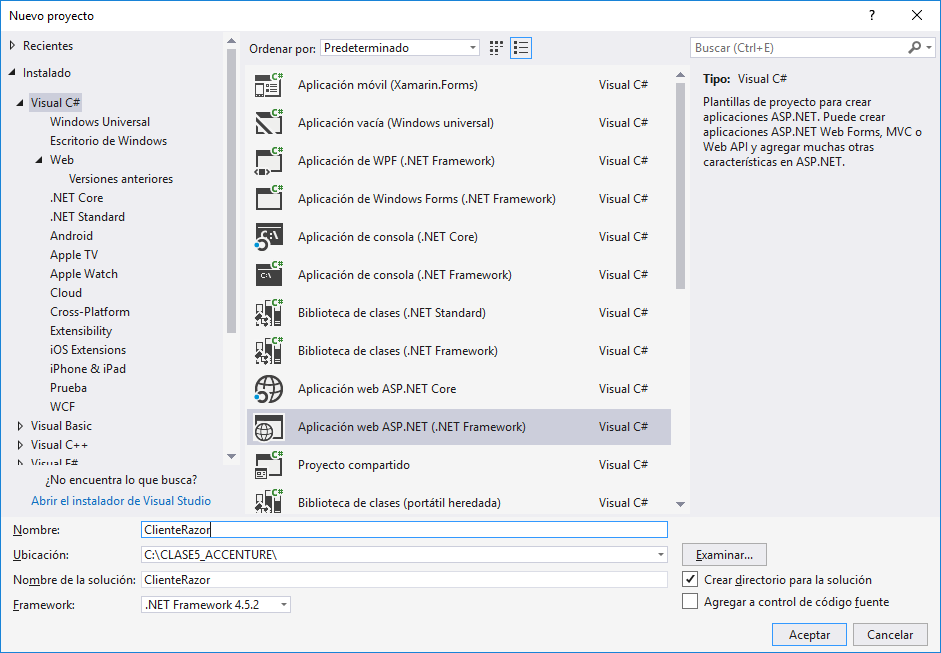 Nuevo proyecto
Recientes
Instalado
Visual C#
Windows Universal
Escritorio de Windows
Web
Versiones anteriores
.NET Core
.NET Standard
Android
Apple TV
Apple Watch
Cloud
Cross-Platform
Extensibility
iOS Extensions
iPhone & iPad
Prueba
WCF
Visual Basic
Visual C++
Visual F#
¿No encuentra lo que busca?
Abrir el instalador de Visual Studio
Ordenar por: Predeterminado
Aplicación móvil (Xamarin.Forms) Visual C#
Aplicación vacía (Windows universal) Visual C#
Aplicación de WPF (.NET Framework) Visual C#
Aplicación de Windows Forms (.NET Framework) Visual C#
Aplicación de consola (.NET Core) Visual C#
Aplicación de consola (.NET Framework) Visual C#
Biblioteca de clases (.NET Standard) Visual C#
Biblioteca de clases (.NET Framework) Visual C#
Aplicación web ASP.NET Core Visual C#
Aplicación web ASP.NET (.NET Framework) Visual C#
Proyecto compartido Visual C#
Biblioteca de clases (portátil heredada) Visual C#
Buscar (Ctrl+E)
Tipo: Visual C#
Plantillas de proyecto para crear
aplicaciones ASP.NET. Puede crear
aplicaciones ASP.NET Web Forms, MVC o
Web API y agregar muchas otras
características en ASP.NET.
Nombre: ClienteRazor
Ubicación: C:\CLASE5_ACCENTURE\ Examinar...
Nombre de la solución: ClienteRazor
Crear directorio para la solución
Framework: .NET Framework 4.5.2
Agregar a control de código fuente
Aceptar Cancelar